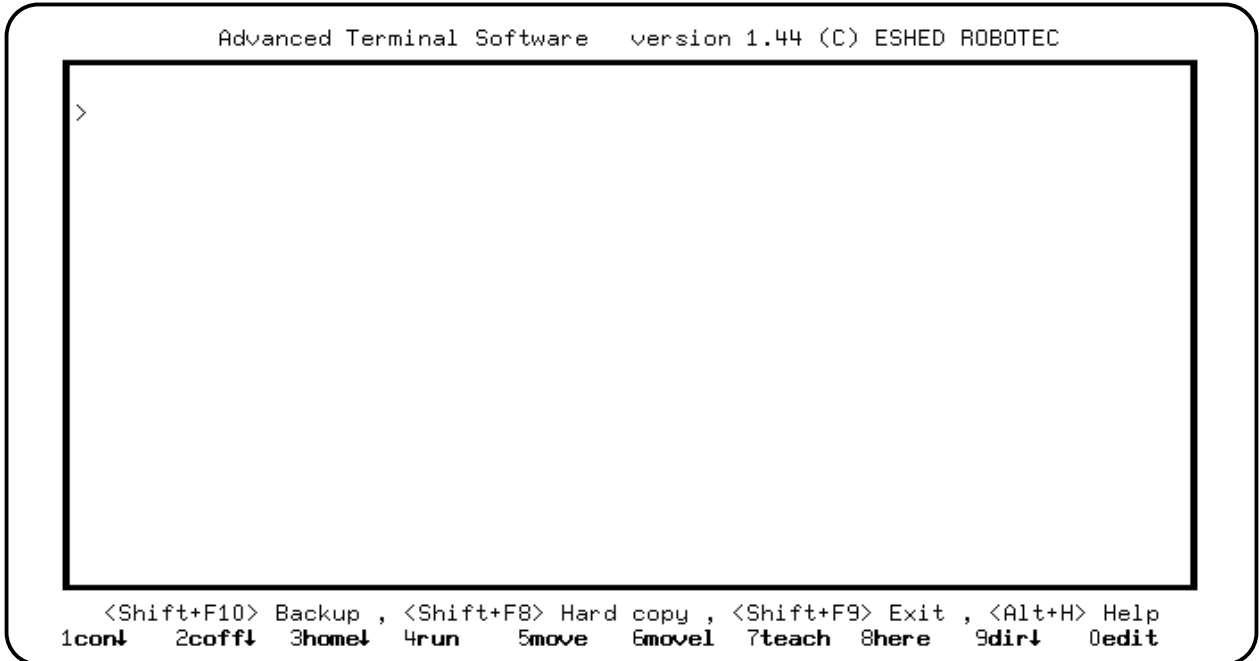 Advanced Terminal Software version 1.44 (C) ESHED ROBOTEC
>
<Shift+F10> Backup , <Shift+F8> Hard copy , <Shift+F9> Exit , <Alt+H> Help
1con↓ 2coff↓ 3home↓ 4run 5move 6movel 7teach 8here 9dir↓ 0edit